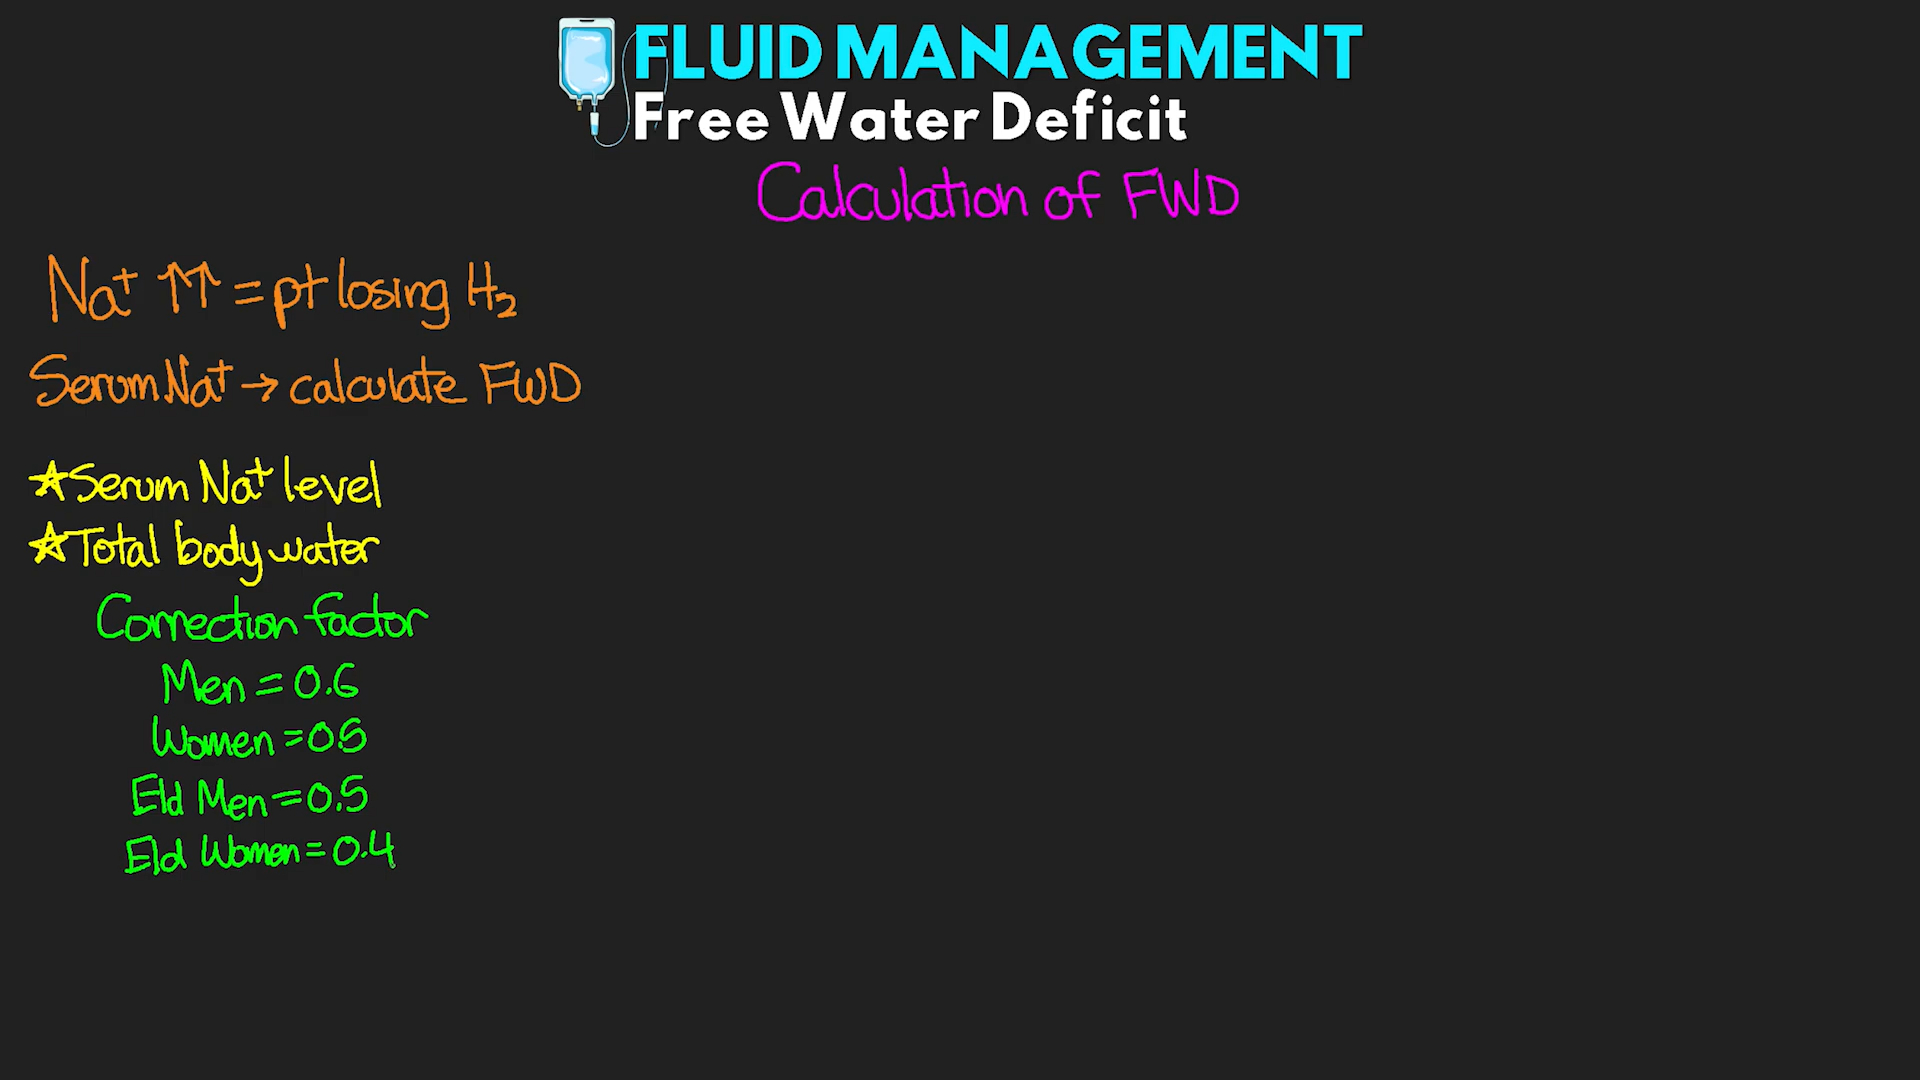 FLUID MANAGEMENT
Free Water Deficit
Calculation of FWD
Na⁺ ↑↑ = pt losing H₂
Serum Na⁺ → calculate FWD
☆Serum Na⁺ level
☆Total body water
Correction factor
Men = 0.6
Women = 0.5
Eld Men = 0.5
Eld Women = 0.4